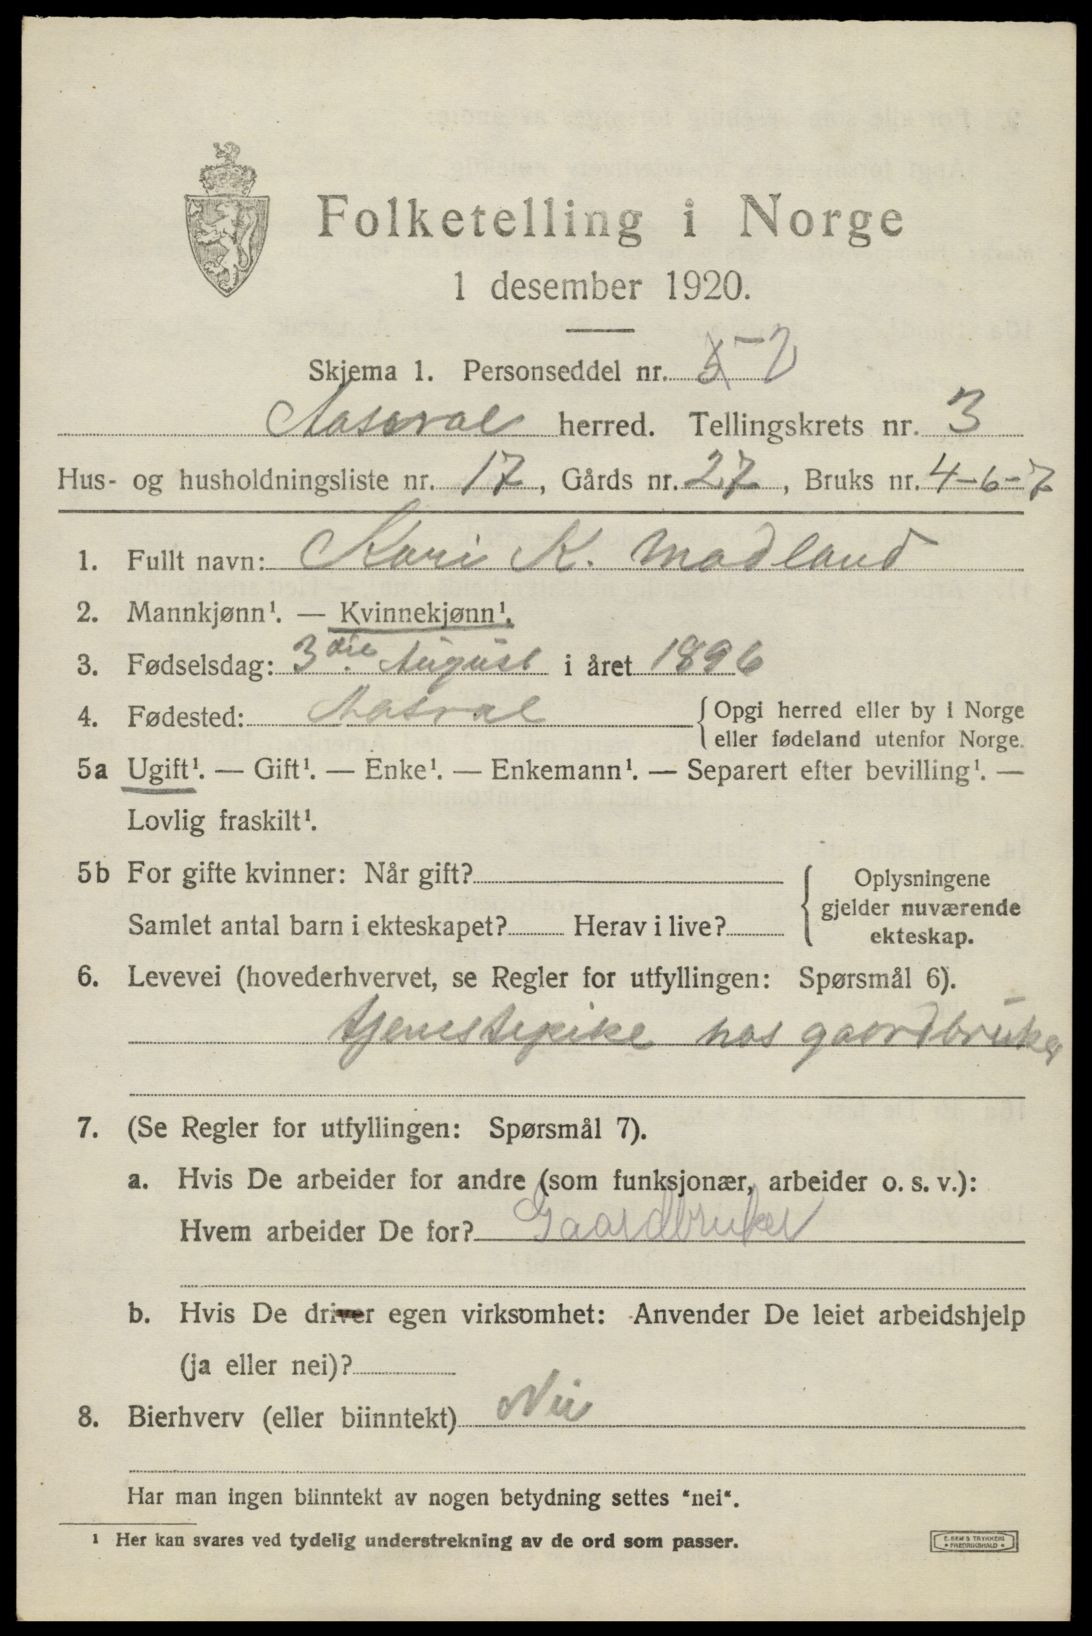 Folketelling i Norge
1 desember 1920.
Skjema 1. Personseddel nr. 2
Aaseral herred. Tellingskrets nr. 3
Hus- og husholdningsliste nr. 17, Gårds nr. 27, Bruks nr. 4-6-7
1. Fullt navn: Kari K. Modland
2. Mannkjønn¹. — Kvinnekjønn¹.
3. Fødselsdag: 3die August i året 1896
4. Fødested: Aasral { Opgi herred eller by i Norge
eller fødeland utenfor Norge.
5a Ugift¹. — Gift¹. — Enke¹. — Enkemann¹. — Separert efter bevilling¹. —
Lovlig fraskilt¹.
5b For gifte kvinner: Når gift? { Oplysningene
gjelder nuværende
ekteskap.
Samlet antal barn i ekteskapet? Herav i live?
6. Levevei (hovederhvervet, se Regler for utfyllingen: Spørsmål 6).
tjenestepike hos gaardbruker
7. (Se Regler for utfyllingen: Spørsmål 7).
a. Hvis De arbeider for andre (som funksjonær, arbeider o. s. v.):
Hvem arbeider De for? Gaardbruker
b. Hvis De driver egen virksomhet: Anvender De leiet arbeidshjelp
(ja eller nei)?
8. Bierhverv (eller biinntekt) Nei
Har man ingen biinntekt av nogen betydning settes "nei".
¹ Her kan svares ved tydelig understrekning av de ord som passer.
E. SEM'S TRYKKERI
• FREDRIKSHALD •